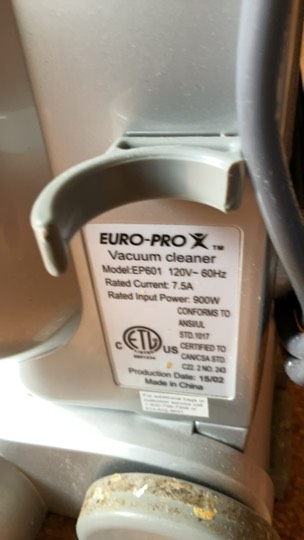 EURO-PRO X ™
Vacuum cleaner
Model:EP601 120V~ 60Hz
Rated Current: 7.5A
Rated Input Power: 900W
CONFORMS TO
ANSI/UL
STD.1017
C ETL US CERTIFIED TO
CAN/CSA STD.
C22. 2 NO. 243
Production Date: 15/02
Made in China